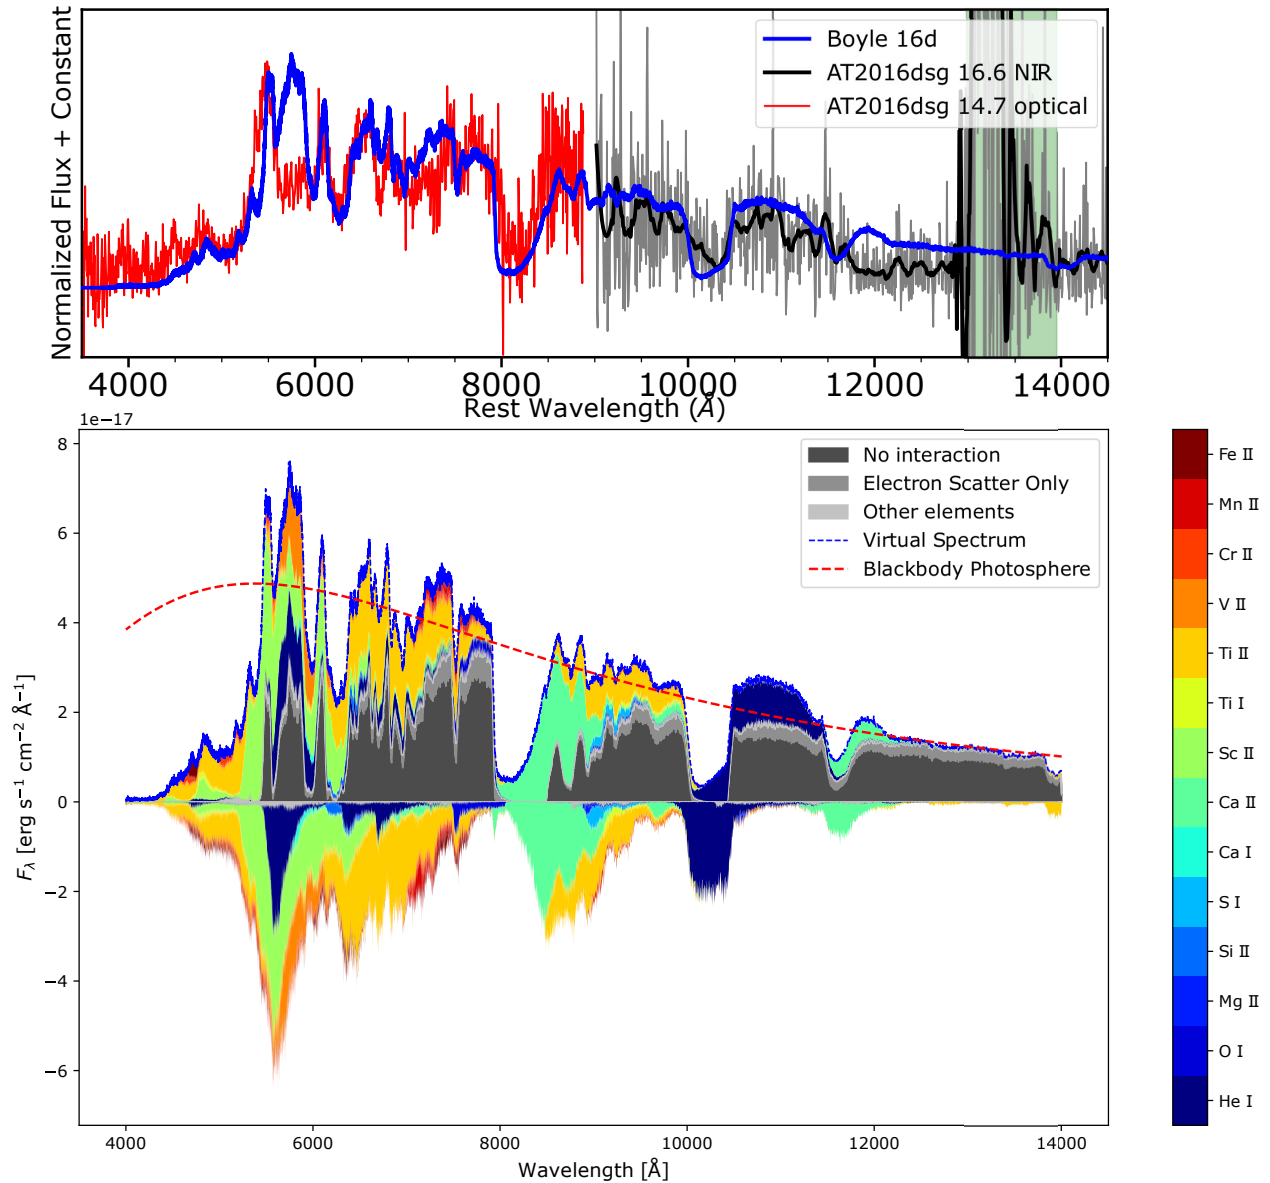 Normalized Flux + Constant
Boyle 16d
AT2016dsg 16.6 NIR
AT2016dsg 14.7 optical
4000 6000 8000 10000 12000 14000
Rest Wavelength (Å)
1e−17
8
6
4
2
0
−2
−4
−6
F_λ [erg s⁻¹ cm⁻² Å⁻¹]
No interaction
Electron Scatter Only
Other elements
Virtual Spectrum
Blackbody Photosphere
4000 6000 8000 10000 12000 14000
Wavelength [Å]
Fe II
Mn II
Cr II
V II
Ti II
Ti I
Sc II
Ca II
Ca I
S I
Si II
Mg II
O I
He I